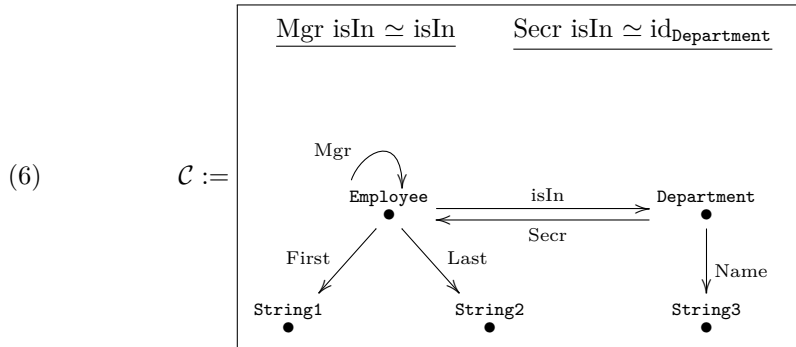 Mgr isIn ≃ isIn Secr isIn ≃ id_Department
Mgr
(6) 𝒞 :=
Employee isIn Department
Secr
First Last Name
String1 String2 String3